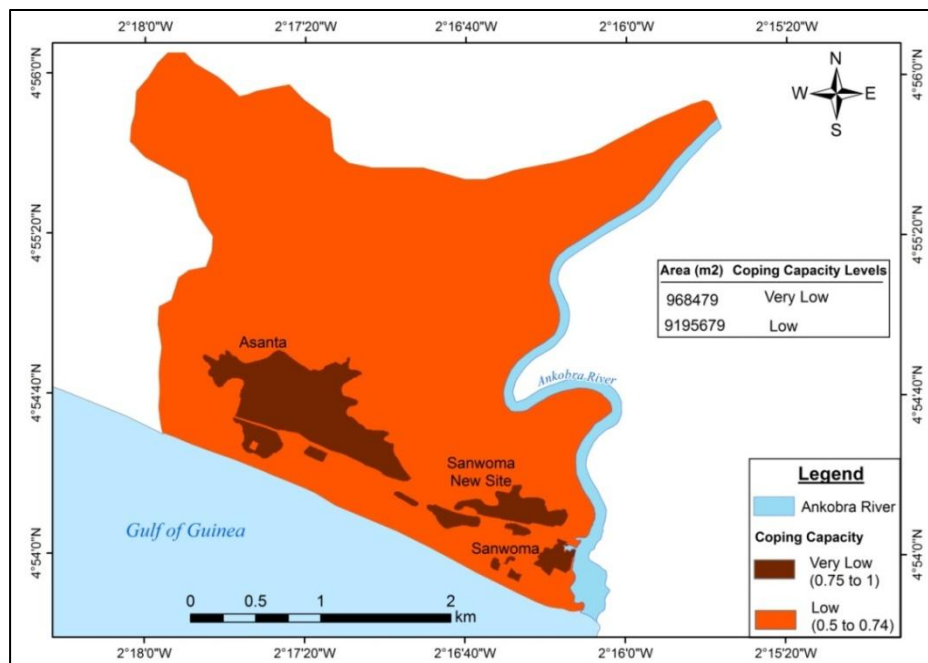 2°18'0"W 2°17'20"W 2°16'40"W 2°16'0"W 2°15'20"W
4°56'0"N
4°56'0"N
N
W E
S
4°55'20"N
4°55'20"N
Area (m2) Coping Capacity Levels
968479 Very Low
9195679 Low
Asanta
Ankobra River
4°54'40"N
4°54'40"N
Sanwoma
New Site
Legend
Ankobra River
Gulf of Guinea
Coping Capacity
Sanwoma
4°54'0"N
4°54'0"N
Very Low
(0.75 to 1)
Low
(0.5 to 0.74)
0 0.5 1 2
km
2°18'0"W 2°17'20"W 2°16'40"W 2°16'0"W 2°15'20"W